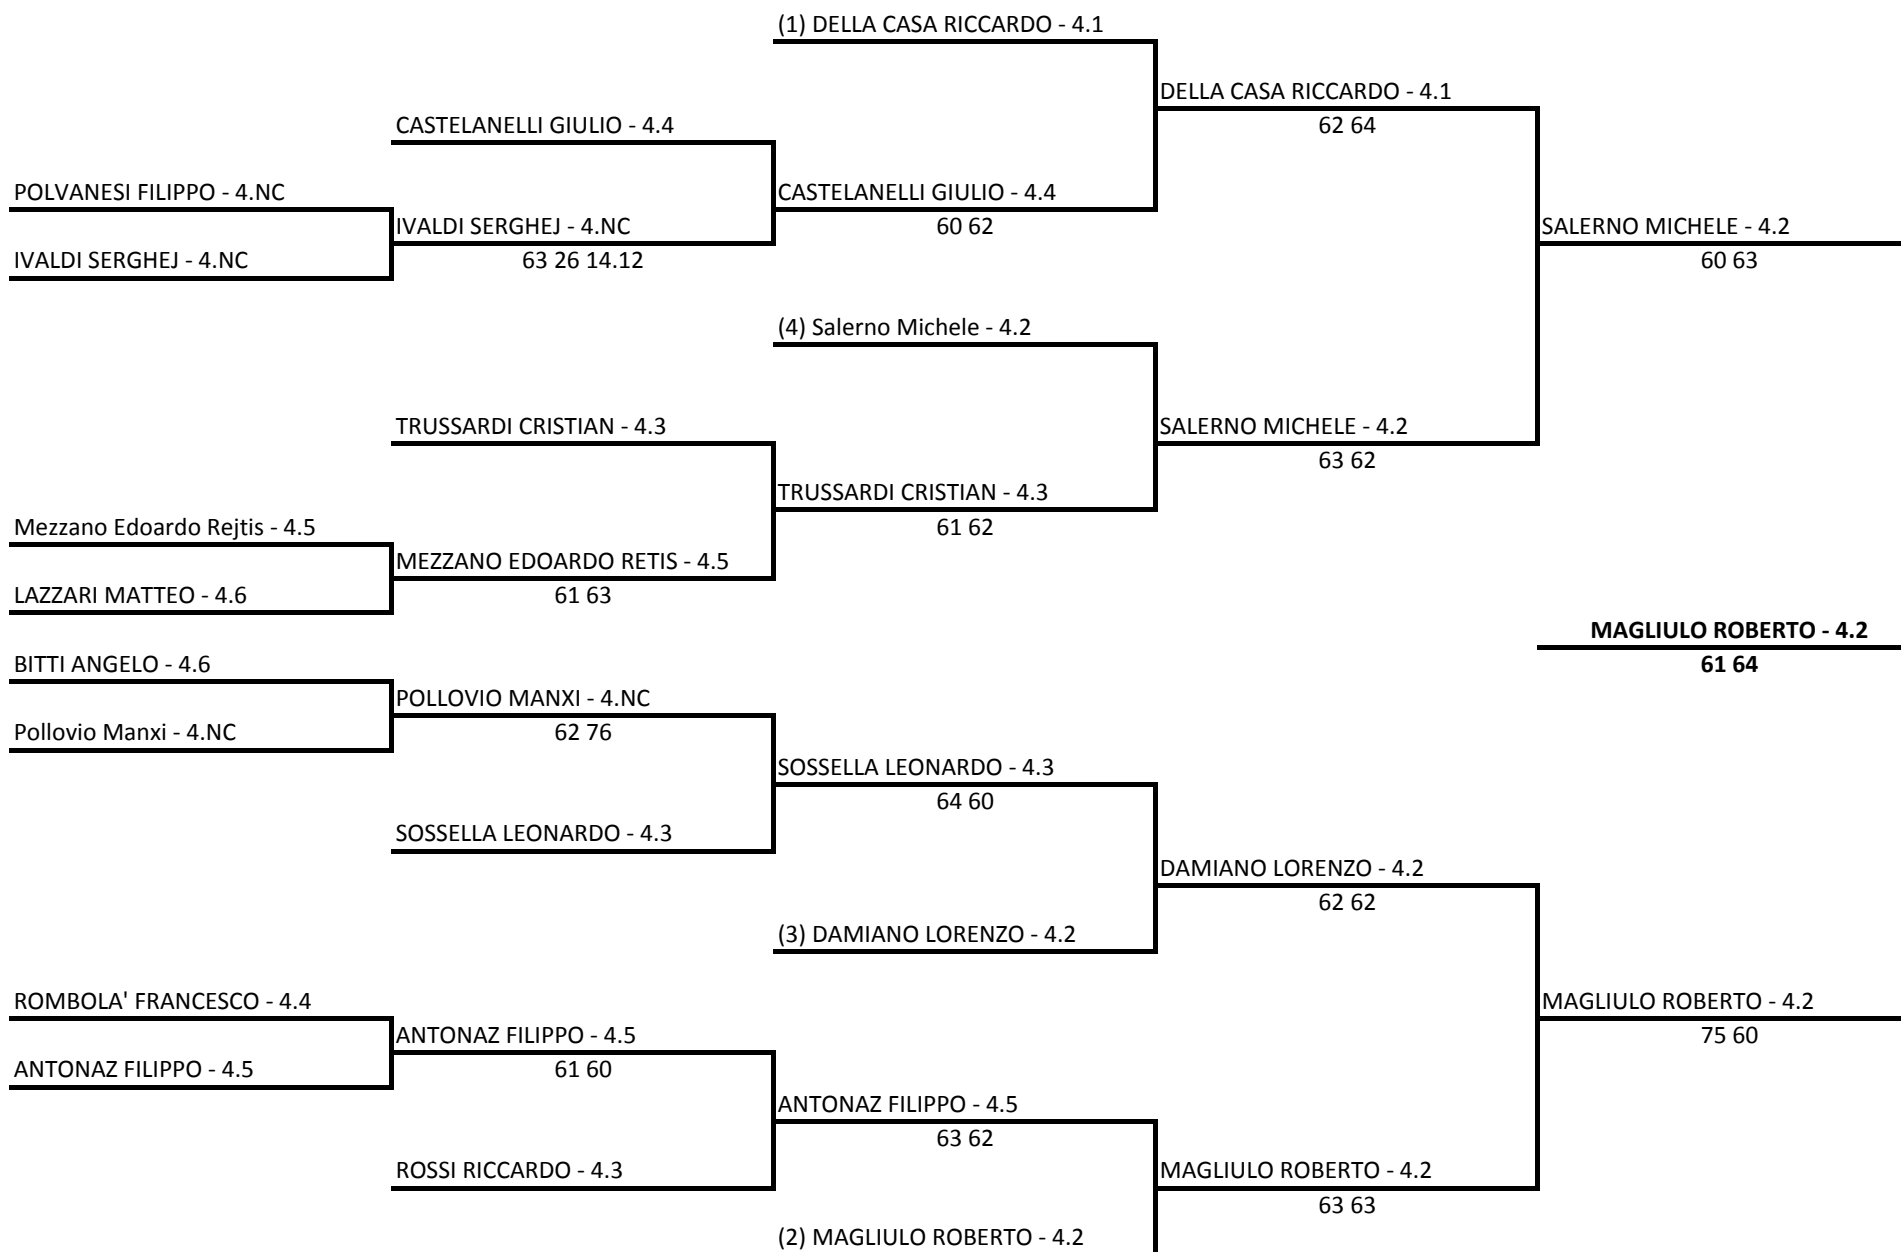 (1) DELLA CASA RICCARDO - 4.1
DELLA CASA RICCARDO - 4.1
CASTELANELLI GIULIO - 4.4
62 64
POLVANESI FILIPPO - 4.NC
CASTELANELLI GIULIO - 4.4
IVALDI SERGHEJ - 4.NC
60 62
SALERNO MICHELE - 4.2
IVALDI SERGHEJ - 4.NC
63 26 14.12
60 63
(4) Salerno Michele - 4.2
TRUSSARDI CRISTIAN - 4.3
SALERNO MICHELE - 4.2
63 62
TRUSSARDI CRISTIAN - 4.3
Mezzano Edoardo Rejtis - 4.5
61 62
MEZZANO EDOARDO RETIS - 4.5
LAZZARI MATTEO - 4.6
61 63
MAGLIULO ROBERTO - 4.2
BITTI ANGELO - 4.6
61 64
POLLOVIO MANXI - 4.NC
Pollovio Manxi - 4.NC
62 76
SOSSELLA LEONARDO - 4.3
64 60
SOSSELLA LEONARDO - 4.3
DAMIANO LORENZO - 4.2
62 62
(3) DAMIANO LORENZO - 4.2
ROMBOLA' FRANCESCO - 4.4
MAGLIULO ROBERTO - 4.2
ANTONAZ FILIPPO - 4.5
75 60
ANTONAZ FILIPPO - 4.5
61 60
ANTONAZ FILIPPO - 4.5
63 62
ROSSI RICCARDO - 4.3
MAGLIULO ROBERTO - 4.2
63 63
(2) MAGLIULO ROBERTO - 4.2